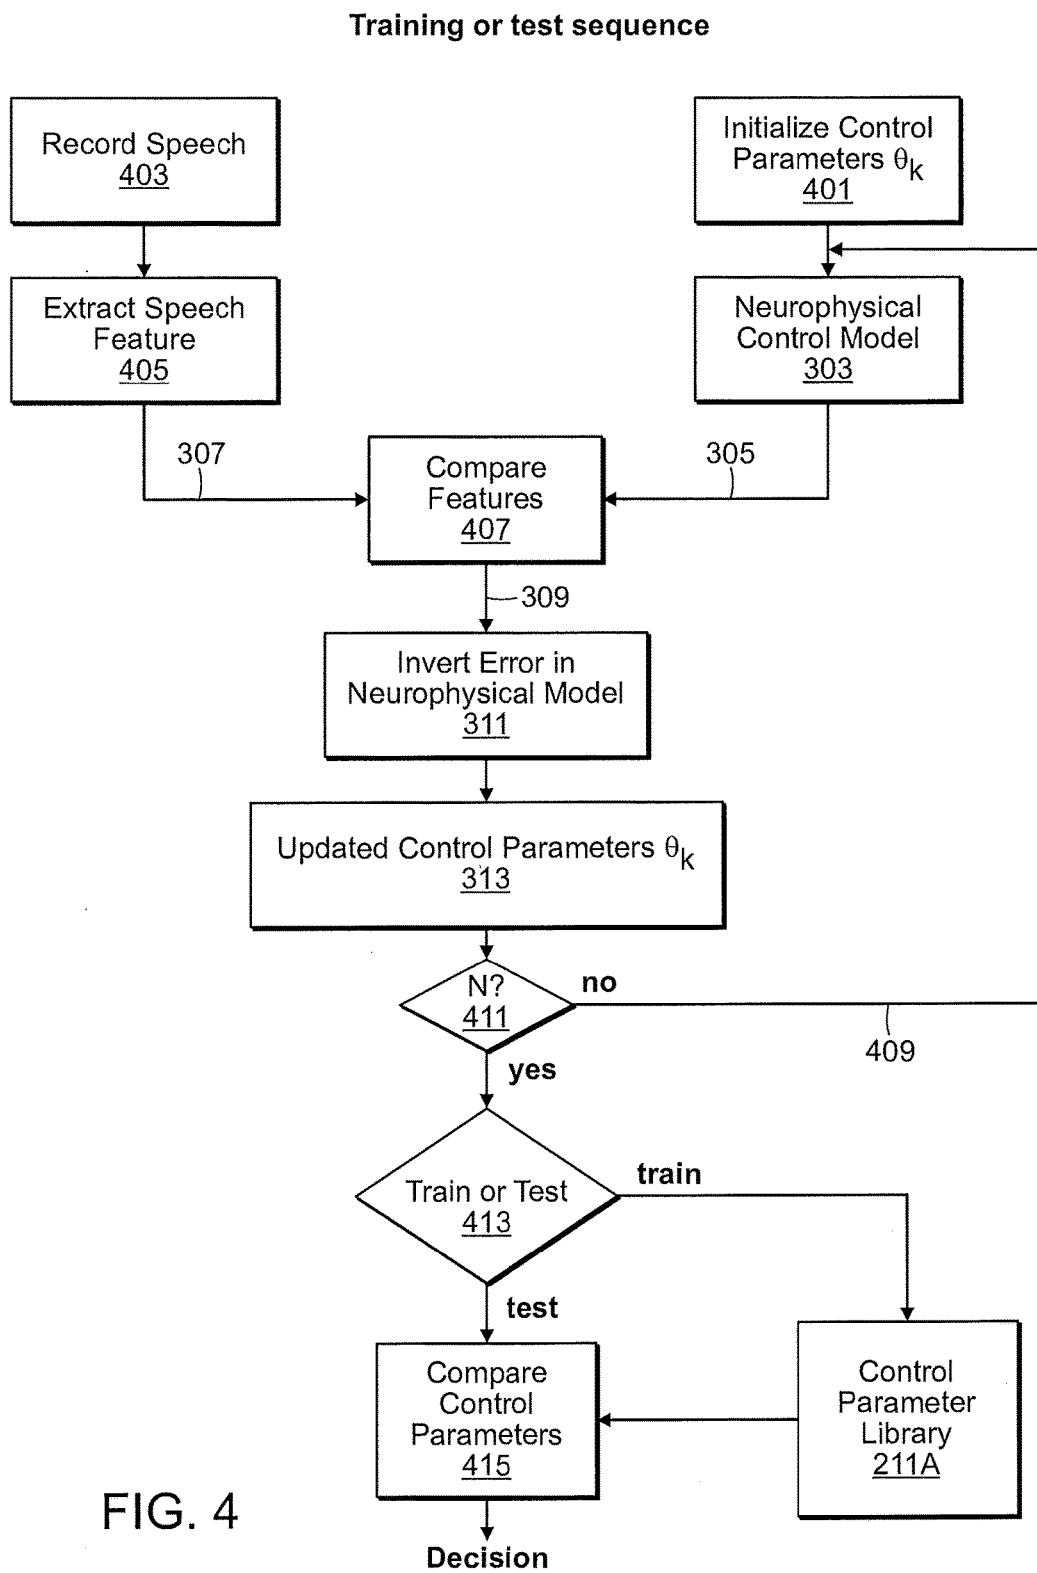 Training or test sequence
Record Speech
403
Initialize Control
Parameters θk
401
Extract Speech
Feature
405
Neurophysical
Control Model
303
307
305
Compare
Features
407
309
Invert Error in
Neurophysical Model
311
Updated Control Parameters θk
313
N?
411
no
409
yes
Train or Test
413
train
test
Compare
Control
Parameters
415
Control
Parameter
Library
211A
Decision
FIG. 4